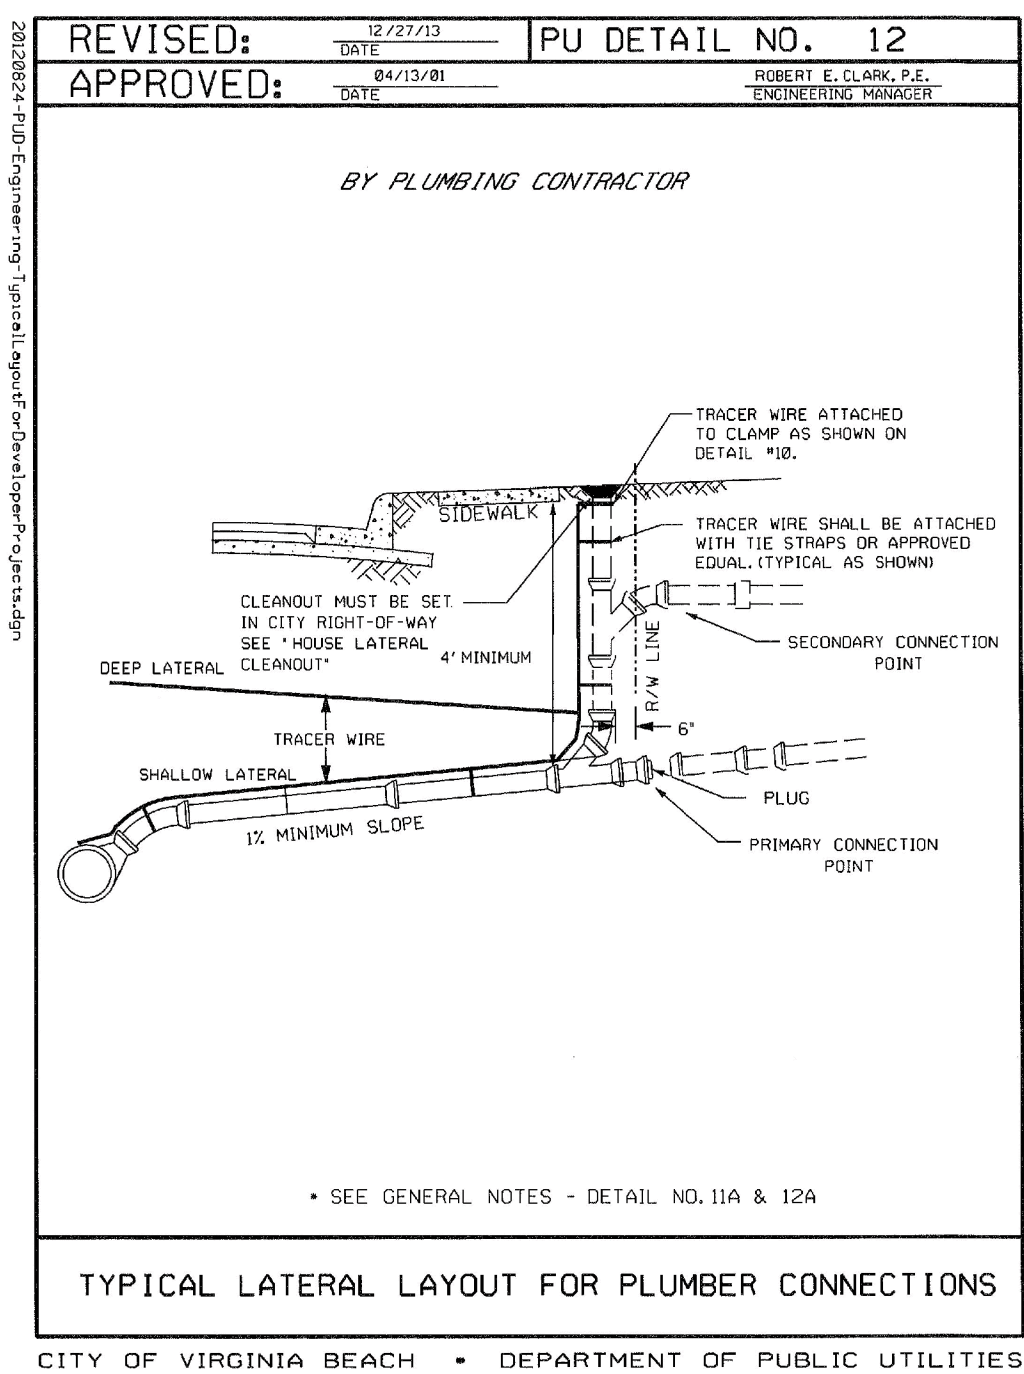 REVISED:
12/27/13
DATE
PU DETAIL NO. 12
APPROVED:
04/13/01
DATE
ROBERT E. CLARK, P.E.
ENGINEERING MANAGER
20120824-PUD-Engineering-TypicalLayoutForDeveloperProjects.dgn
BY PLUMBING CONTRACTOR
TRACER WIRE ATTACHED
TO CLAMP AS SHOWN ON
DETAIL #10.
SIDEWALK
TRACER WIRE SHALL BE ATTACHED
WITH TIE STRAPS OR APPROVED
EQUAL.(TYPICAL AS SHOWN)
CLEANOUT MUST BE SET
IN CITY RIGHT-OF-WAY
SEE "HOUSE LATERAL
CLEANOUT"
4' MINIMUM
R/W LINE
SECONDARY CONNECTION
POINT
DEEP LATERAL
6"
TRACER WIRE
SHALLOW LATERAL
PLUG
1% MINIMUM SLOPE
PRIMARY CONNECTION
POINT
* SEE GENERAL NOTES - DETAIL NO. 11A & 12A
TYPICAL LATERAL LAYOUT FOR PLUMBER CONNECTIONS
CITY OF VIRGINIA BEACH • DEPARTMENT OF PUBLIC UTILITIES